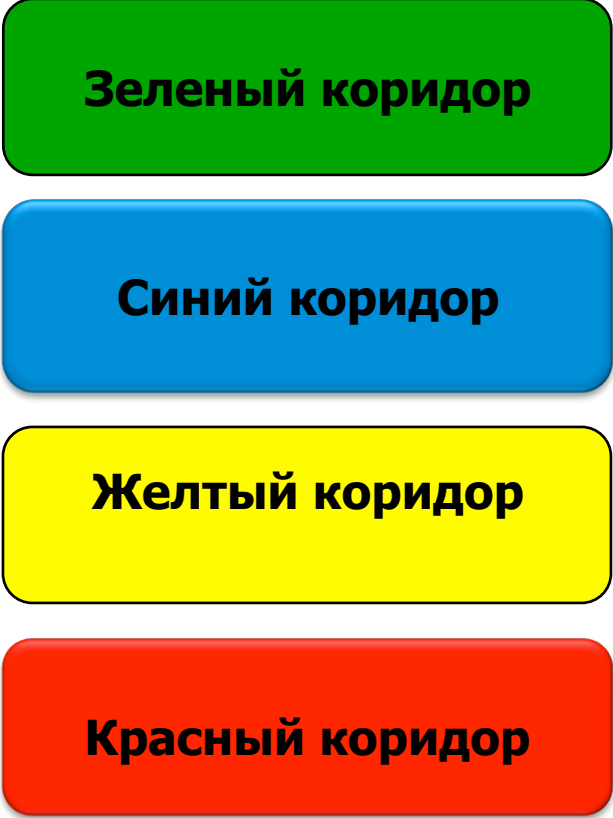 Зеленый коридор
Синий коридор
Желтый коридор
Красный коридор